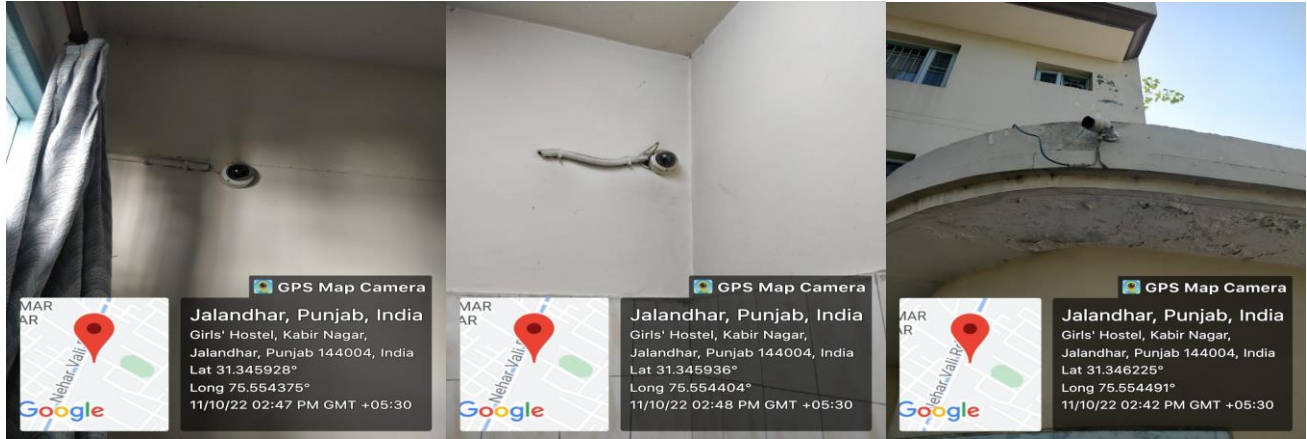 GPS Map Camera
MAR
AR
Nehar Vali R
Google
Jalandhar, Punjab, India
Girls' Hostel, Kabir Nagar,
Jalandhar, Punjab 144004, India
Lat 31.345928°
Long 75.554375°
11/10/22 02:47 PM GMT +05:30
GPS Map Camera
MAR
AR
Nehar Vali R
Google
Jalandhar, Punjab, India
Girls' Hostel, Kabir Nagar,
Jalandhar, Punjab 144004, India
Lat 31.345936°
Long 75.554404°
11/10/22 02:48 PM GMT +05:30
GPS Map Camera
MAR
AR
Nehar Vali R
Google
Jalandhar, Punjab, India
Girls' Hostel, Kabir Nagar,
Jalandhar, Punjab 144004, India
Lat 31.346225°
Long 75.554491°
11/10/22 02:42 PM GMT +05:30